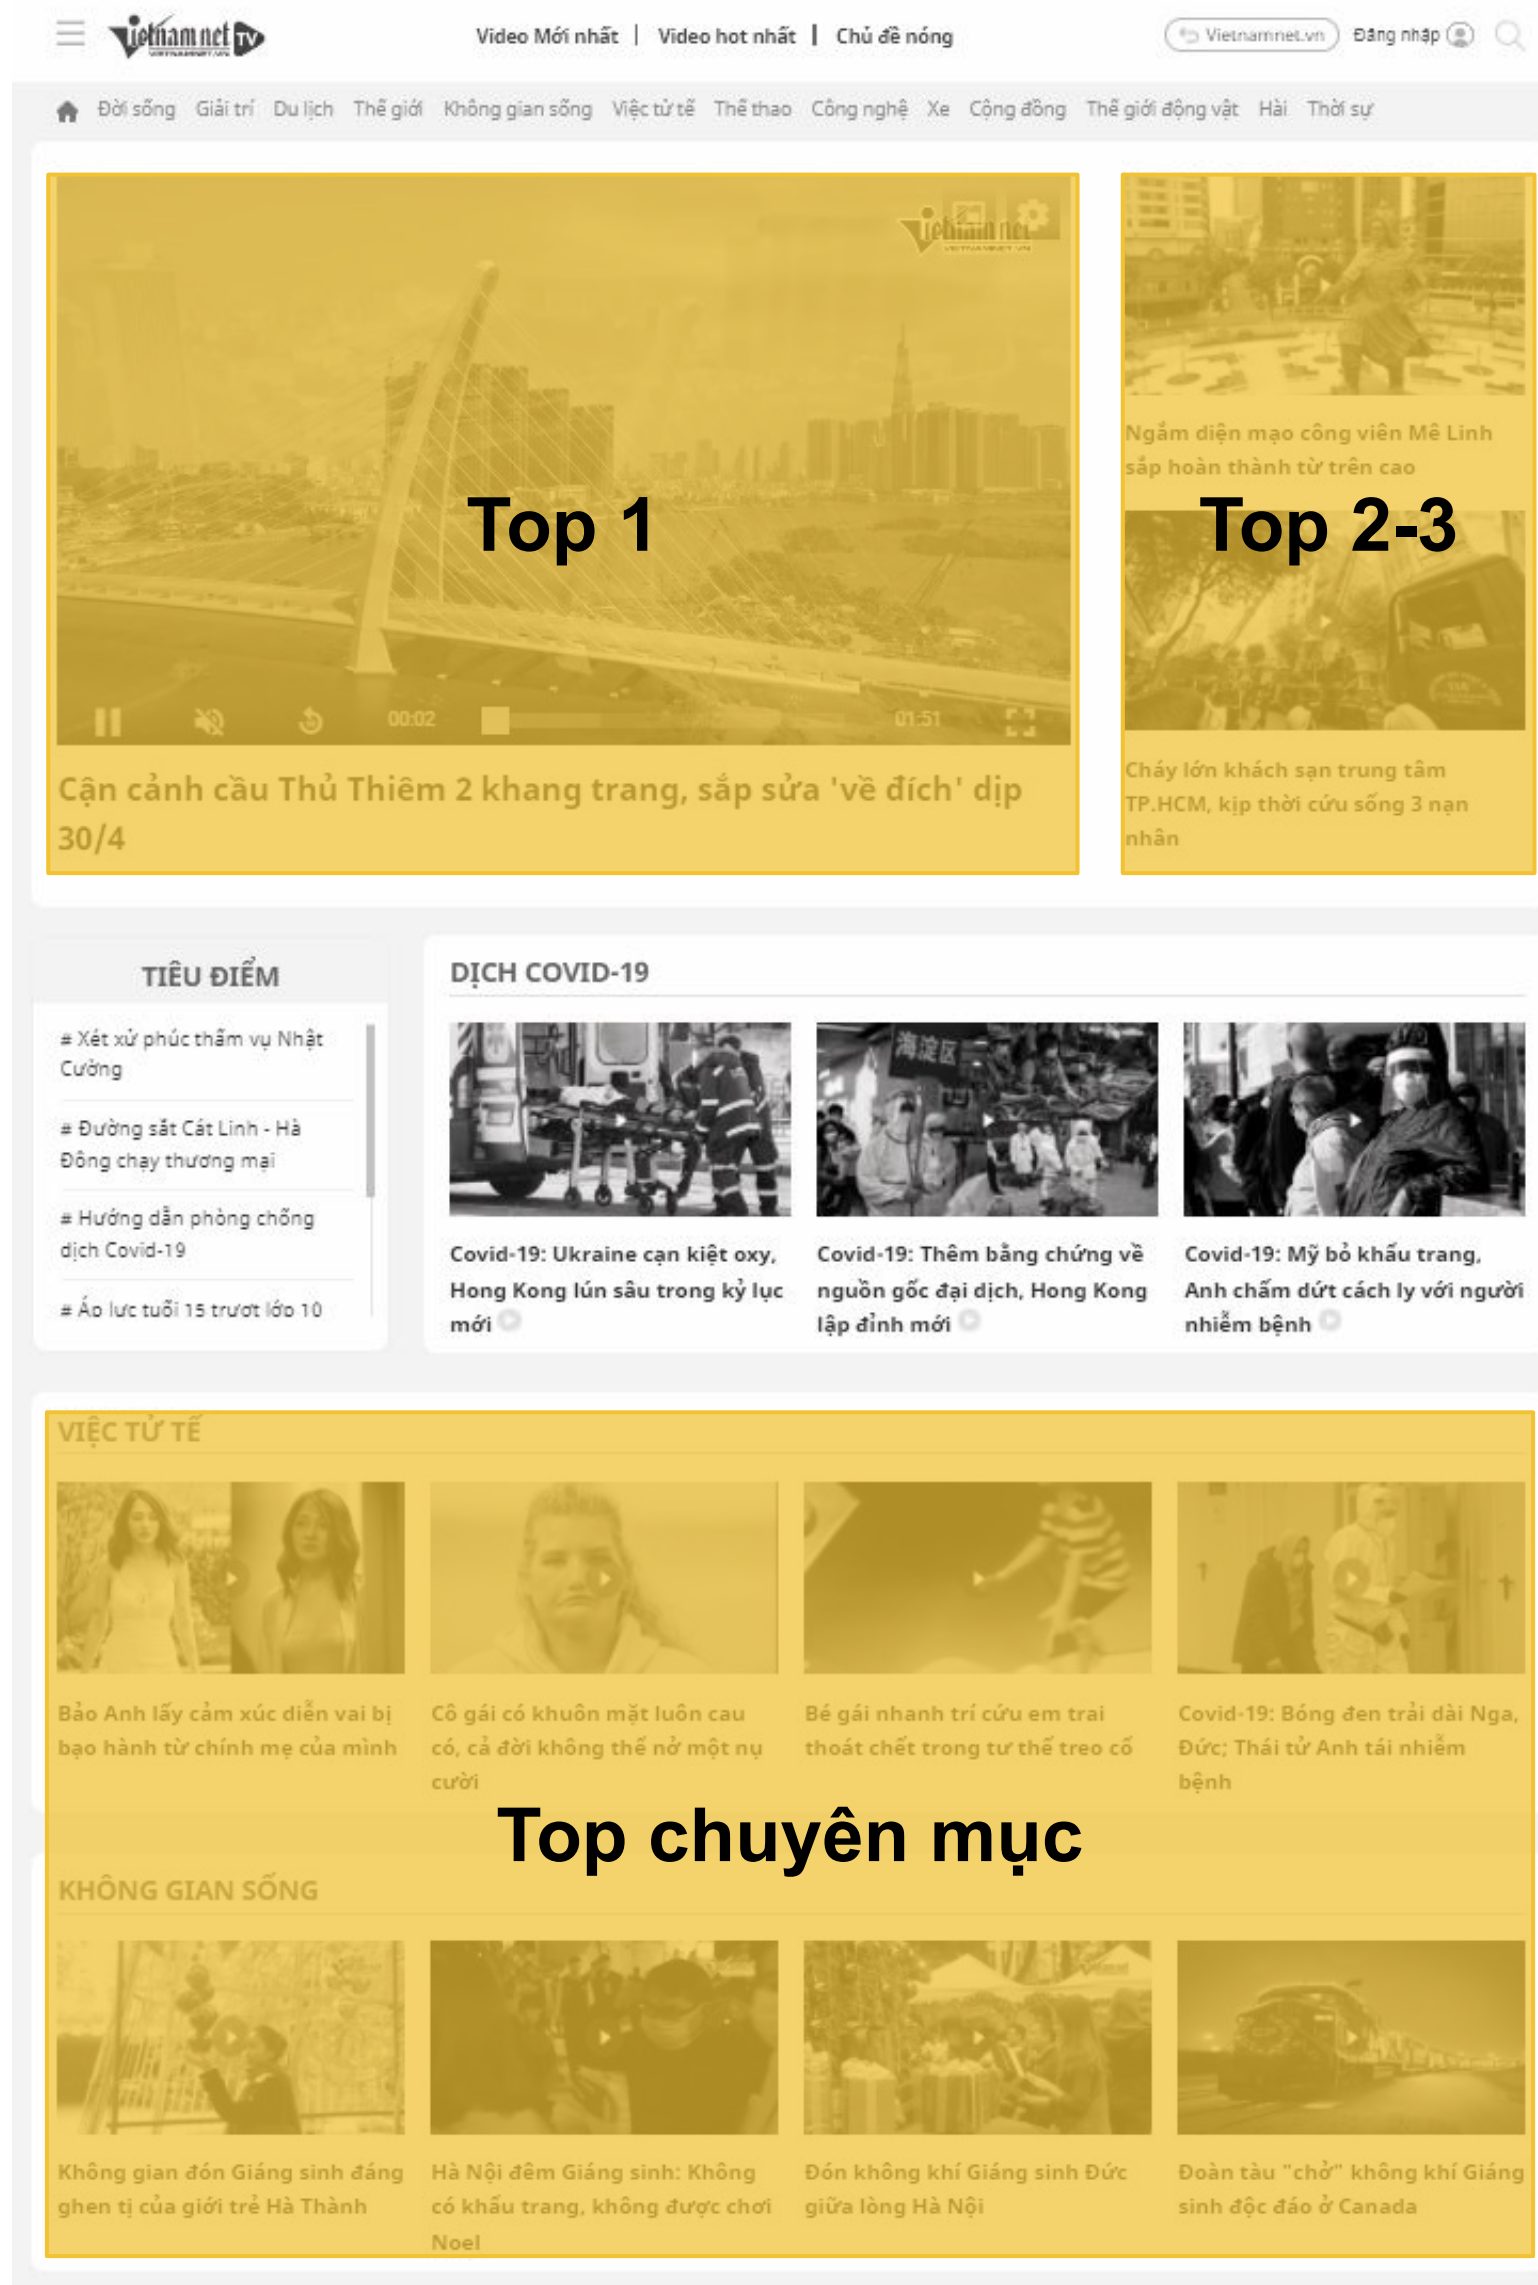 Vietnamnet TV
VIETNAMNET.VN
Video Mới nhất | Video hot nhất | Chủ đề nóng
Vietnamnet.vn
Đăng nhập
Đời sống Giải trí Du lịch Thế giới Không gian sống Việc tử tế Thể thao Công nghệ Xe Cộng đồng Thế giới động vật Hài Thời sự
Vietnamnet
VIETNAMNET.VN
Top 1
00:02
01:51
Cận cảnh cầu Thủ Thiêm 2 khang trang, sắp sửa 'về đích' dịp
30/4
Ngắm diện mạo công viên Mê Linh
sắp hoàn thành từ trên cao
Top 2-3
Cháy lớn khách sạn trung tâm
TP.HCM, kịp thời cứu sống 3 nạn
nhân
TIÊU ĐIỂM
# Xét xử phúc thẩm vụ Nhật
Cường
# Đường sắt Cát Linh - Hà
Đông chạy thương mại
# Hướng dẫn phòng chống
dịch Covid-19
# Áp lực tuổi 15 trượt lớp 10
DỊCH COVID-19
海淀区
Covid-19: Ukraine cạn kiệt oxy,
Hong Kong lún sâu trong kỷ lục
mới
Covid-19: Thêm bằng chứng về
nguồn gốc đại dịch, Hong Kong
lập đỉnh mới
Covid-19: Mỹ bỏ khẩu trang,
Anh chấm dứt cách ly với người
nhiễm bệnh
VIỆC TỬ TẾ
Bảo Anh lấy cảm xúc diễn vai bị
bạo hành từ chính mẹ của mình
Cô gái có khuôn mặt luôn cau
có, cả đời không thể nở một nụ
cười
Bé gái nhanh trí cứu em trai
thoát chết trong tư thế treo cổ
Covid-19: Bóng đen trải dài Nga,
Đức; Thái tử Anh tái nhiễm
bệnh
Top chuyên mục
KHÔNG GIAN SỐNG
Không gian đón Giáng sinh đáng
ghen tị của giới trẻ Hà Thành
Hà Nội đêm Giáng sinh: Không
có khẩu trang, không được chơi
Noel
Đón không khí Giáng sinh Đức
giữa lòng Hà Nội
Đoàn tàu "chở" không khí Giáng
sinh độc đáo ở Canada